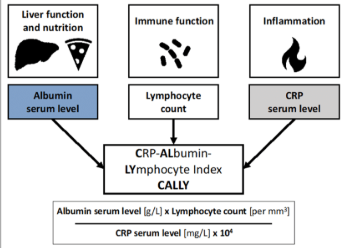 Liver function
and nutrition
Immune function
Inflammation
Albumin
serum level
Lymphocyte
count
CRP
serum level
CRP-ALbumin-
LYmphocyte Index
CALLY
Albumin serum level [g/L] x Lymphocyte count [per mm³]
CRP serum level [mg/L] x 10⁴